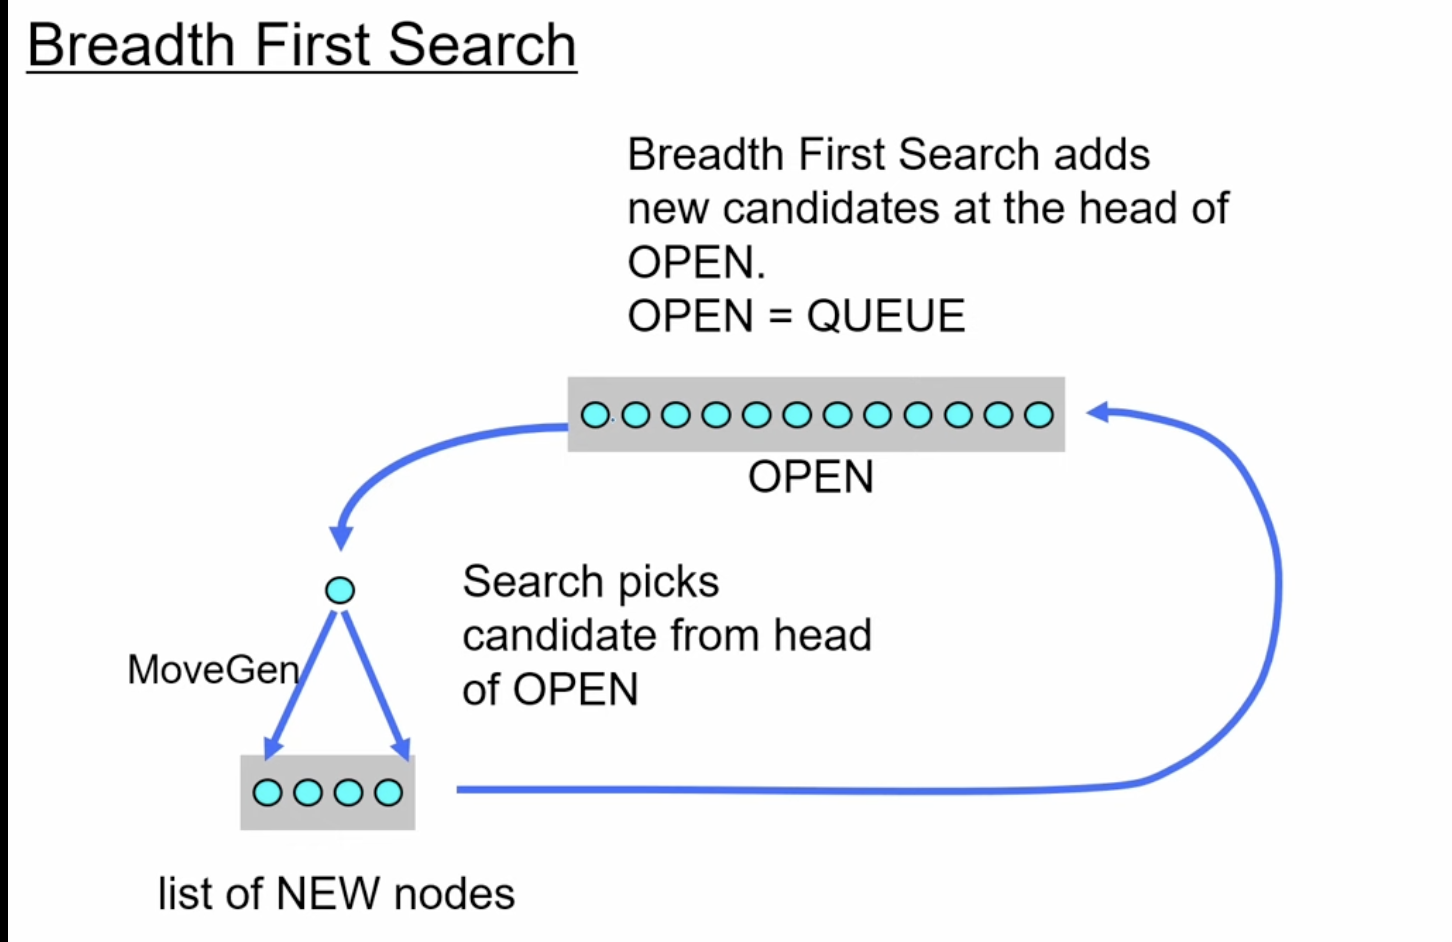 Breadth First Search
Breadth First Search adds
new candidates at the head of
OPEN.
OPEN = QUEUE
OPEN
Search picks
candidate from head
of OPEN
MoveGen
list of NEW nodes